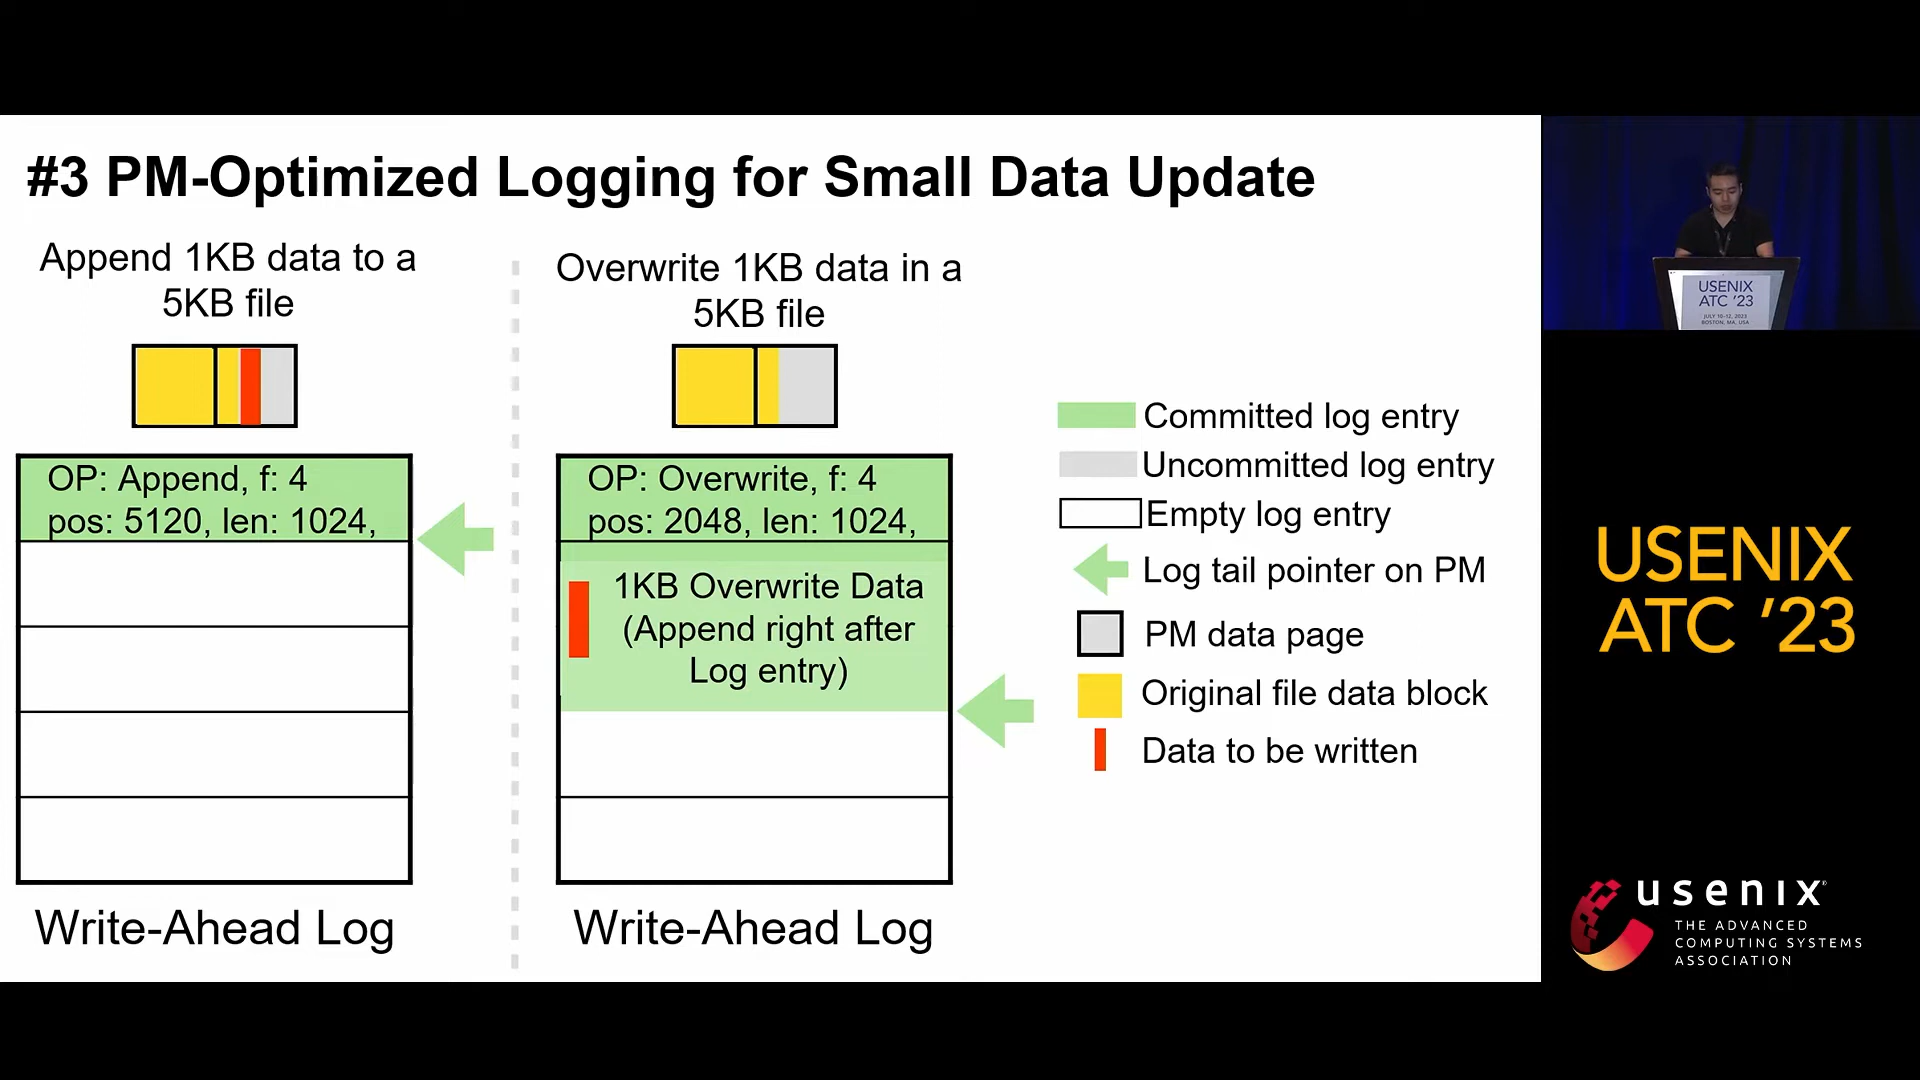 #3 PM-Optimized Logging for Small Data Update
Append 1KB data to a
5KB file
OP: Append, f: 4
pos: 5120, len: 1024,
Write-Ahead Log
Overwrite 1KB data in a
5KB file
OP: Overwrite, f: 4
pos: 2048, len: 1024,
1KB Overwrite Data
(Append right after
Log entry)
Write-Ahead Log
Committed log entry
Uncommitted log entry
Empty log entry
Log tail pointer on PM
PM data page
Original file data block
Data to be written
USENIX
ATC '23
JULY 10-12, 2023
BOSTON, MA, USA
USENIX
ATC '23
usenix®
THE ADVANCED
COMPUTING SYSTEMS
ASSOCIATION